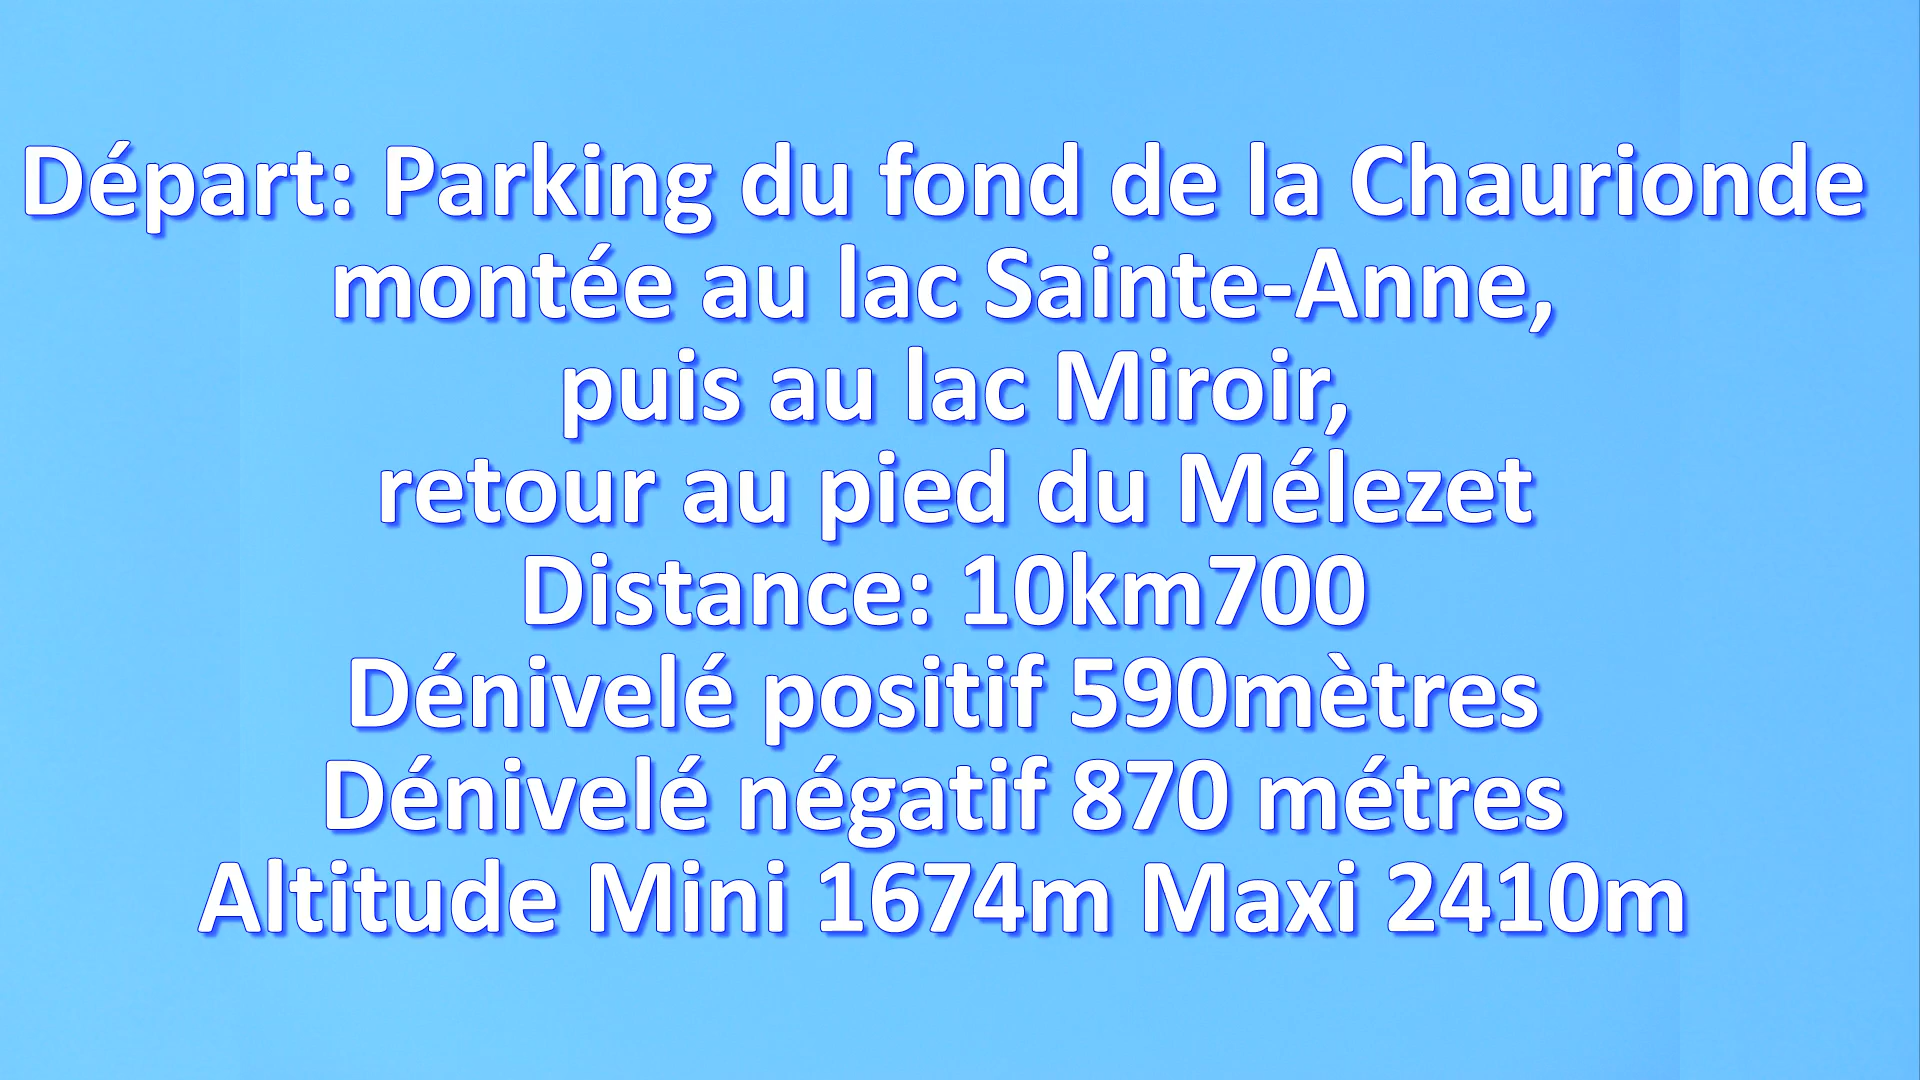 Départ: Parking du fond de la Chaurionde
montée au lac Sainte-Anne,
puis au lac Miroir,
retour au pied du Mélezet
Distance: 10km700
Dénivelé positif 590mètres
Dénivelé négatif 870 métres
Altitude Mini 1674m Maxi 2410m